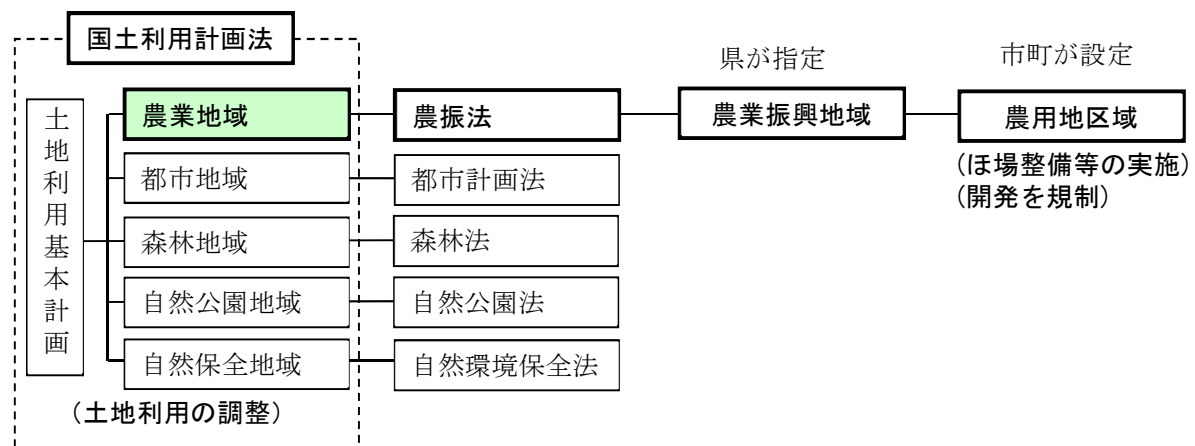 国土利用計画法
県が指定
市町が設定
土地利用基本計画
農業地域
農振法
農業振興地域
農用地区域
(ほ場整備等の実施)
(開発を規制)
都市地域
都市計画法
森林地域
森林法
自然公園地域
自然公園法
自然保全地域
自然環境保全法
(土地利用の調整)